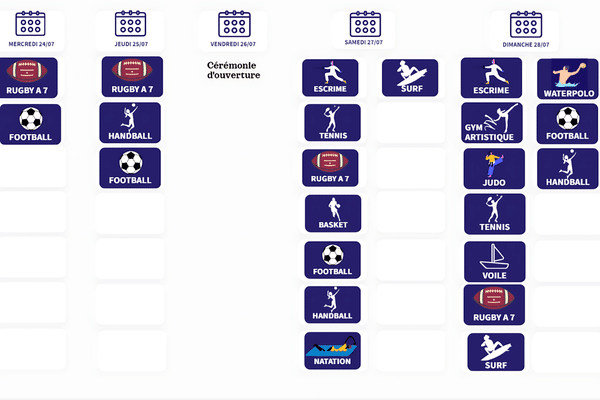 MERCREDI 24/07
RUGBY A 7
FOOTBALL
JEUDI 25/07
RUGBY A 7
HANDBALL
FOOTBALL
VENDREDI 26/07
Cérémonie
d'ouverture
SAMEDI 27/07
ESCRIME
TENNIS
RUGBY A 7
BASKET
FOOTBALL
HANDBALL
NATATION
SURF
DIMANCHE 28/07
ESCRIME
GYM
ARTISTIQUE
JUDO
TENNIS
VOILE
RUGBY A 7
SURF
WATERPOLO
FOOTBALL
HANDBALL